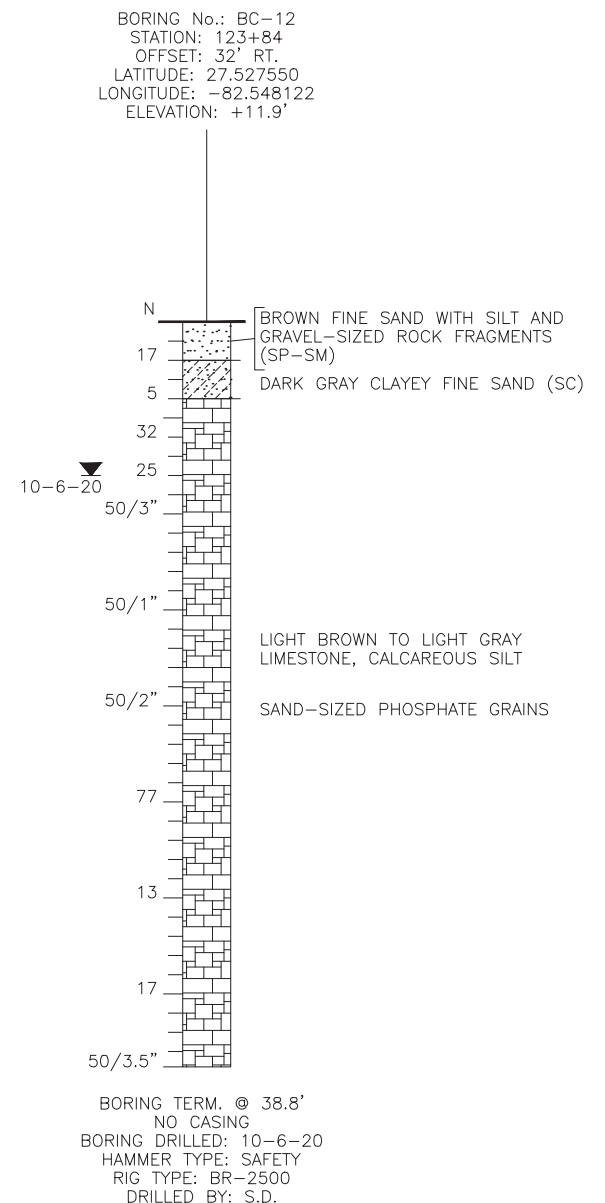 BORING No.: BC-12
STATION: 123+84
OFFSET: 32' RT.
LATITUDE: 27.527550
LONGITUDE: -82.548122
ELEVATION: +11.9'
N
BROWN FINE SAND WITH SILT AND
GRAVEL-SIZED ROCK FRAGMENTS
(SP-SM)
17
DARK GRAY CLAYEY FINE SAND (SC)
5
32
25
10-6-20
50/3"
50/1"
LIGHT BROWN TO LIGHT GRAY
LIMESTONE, CALCAREOUS SILT
50/2"
SAND-SIZED PHOSPHATE GRAINS
77
13
17
50/3.5"
BORING TERM. @ 38.8'
NO CASING
BORING DRILLED: 10-6-20
HAMMER TYPE: SAFETY
RIG TYPE: BR-2500
DRILLED BY: S.D.